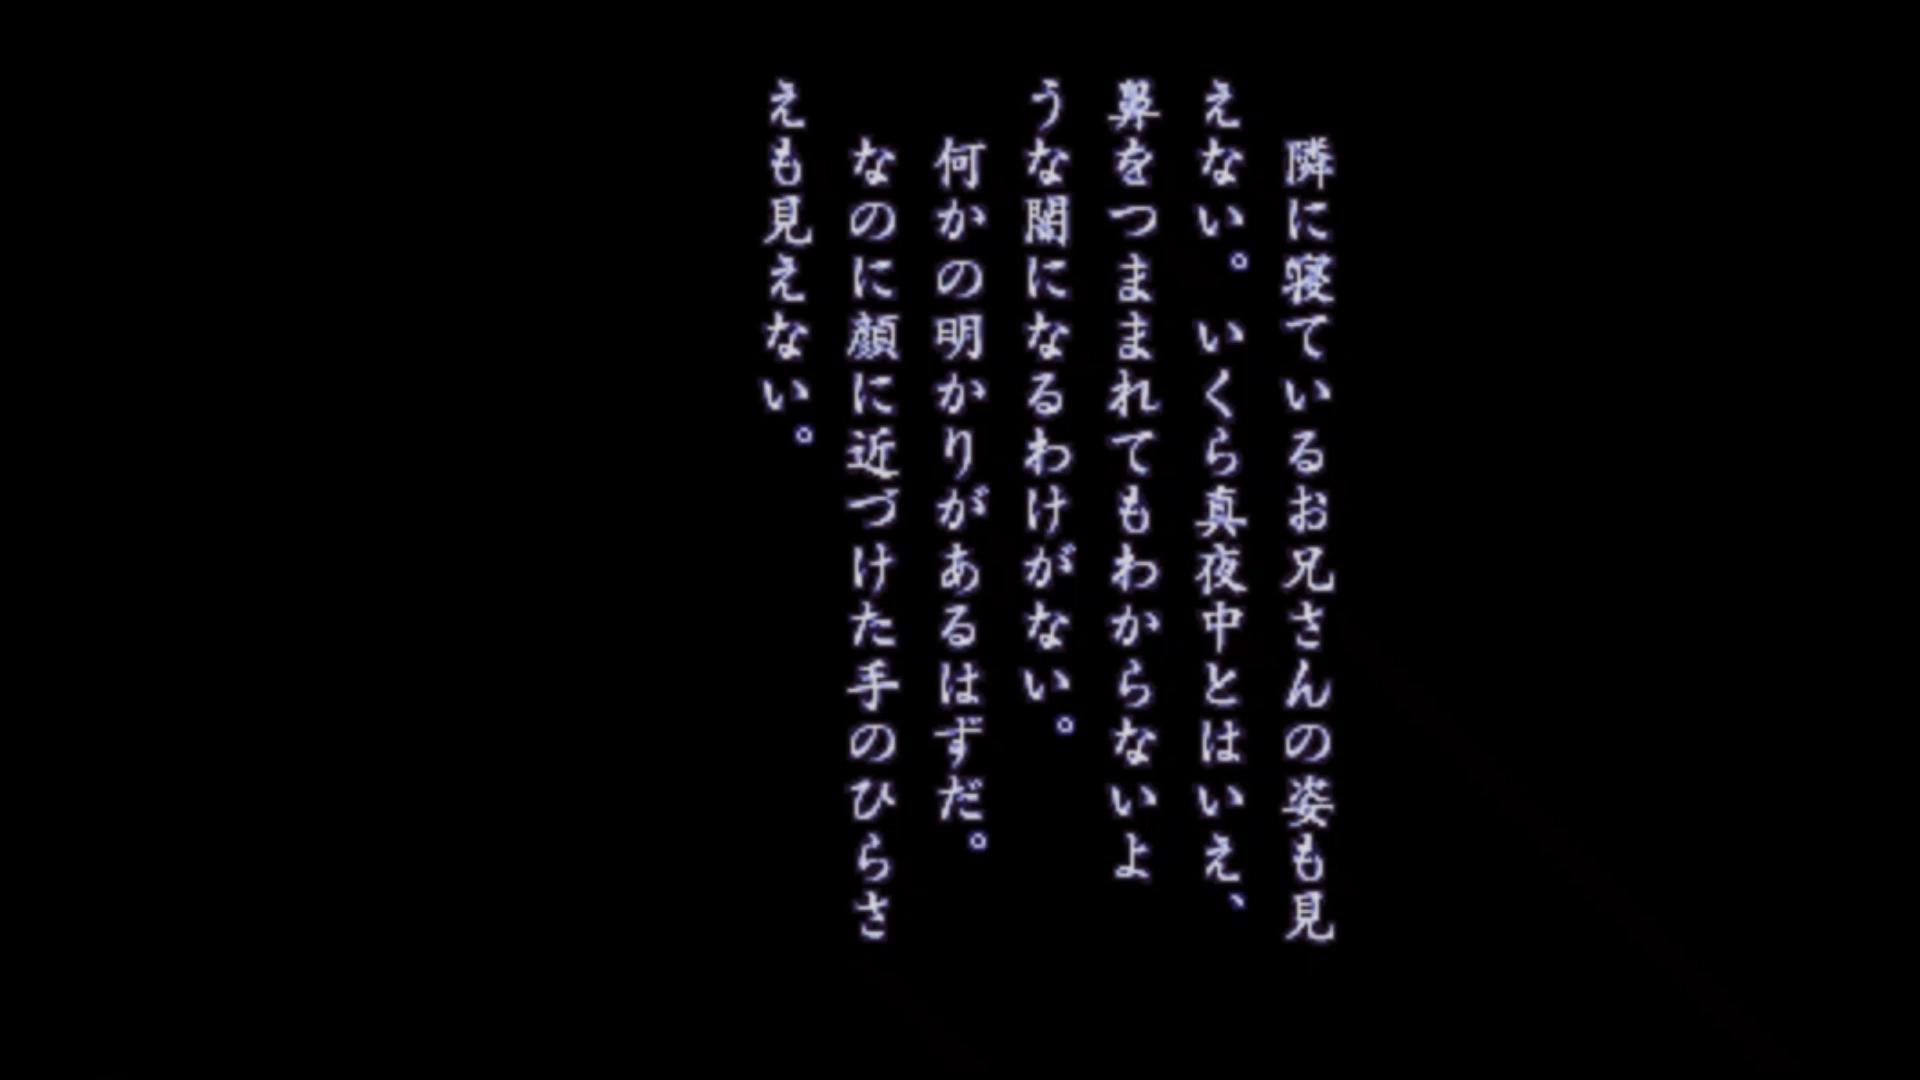 隣に寝ているお兄さんの姿も見
えない。　いくら真夜中とはいえ、
鼻をつままれてもわからないよ
うな闇になるわけがない。
　何かの明かりがあるはずだ。
　なのに顔に近づけた手のひらさ
えも見えない。